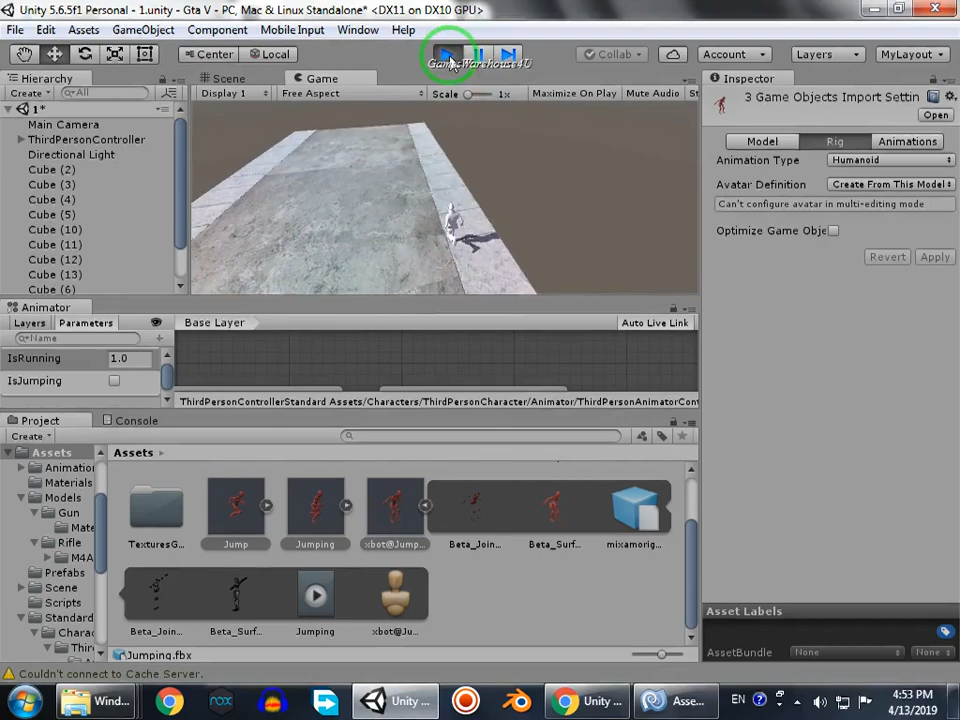 Unity 5.6.5f1 Personal - 1.unity - Gta V - PC, Mac & Linux Standalone* <DX11 on DX10 GPU>
File Edit Assets GameObject Component Mobile Input Window Help
Center Local Collab Account Layers MyLayout
GamesWarehouse4U
Hierarchy Scene Game Inspector
Create All Display 1 Free Aspect Scale 1x Maximize On Play Mute Audio St
3 Game Objects Import Settin
Open
1*
Main Camera
ThirdPersonController
Directional Light
Cube (2)
Cube (3)
Cube (4)
Cube (5)
Cube (10)
Cube (11)
Cube (12)
Cube (13)
Cube (6)
Model Rig Animations
Animation Type Humanoid
Avatar Definition Create From This Model
Can't configure avatar in multi-editing mode
Optimize Game Obje
Revert Apply
Animator
Layers Parameters Base Layer Auto Live Link
Name
IsRunning 1.0
IsJumping
ThirdPersonControllerStandard Assets/Characters/ThirdPersonCharacter/Animator/ThirdPersonAnimatorCont
Project Console
Create
Assets Assets
Animation
Materials
Models
Gun
Mate
Rifle
M4A
Prefabs
Scene
Scripts
Standard
Charac
Third
TexturesG... Jump Jumping xbot@Jump... Beta_Join... Beta_Surf... mixamorig...
Beta_Join... Beta_Surf... Jumping xbot@Ju...
Jumping.fbx
Asset Labels
AssetBundle None None
Couldn't connect to Cache Server.
Wind... nox Unity ... Unity ... Asse... EN 4:53 PM
4/13/2019